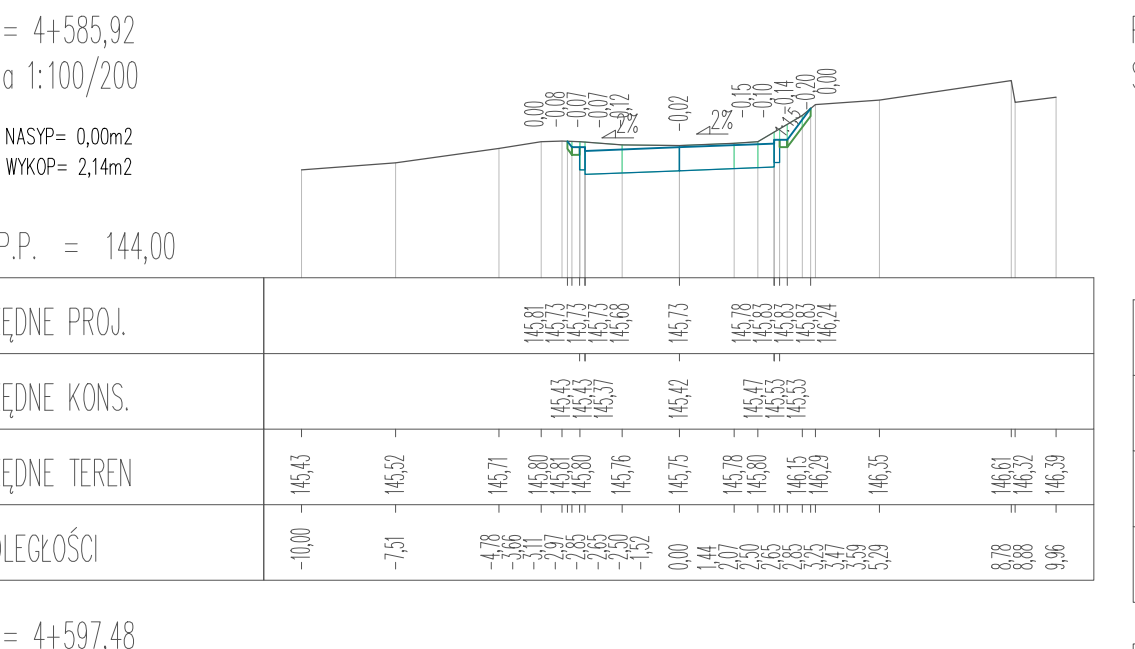 = 4+585,92
a 1:100/200
NASYP= 0,00m2
WYKOP= 2,14m2
0,00 -0,08 -0,07 -0,07 -0,12 -0,02 -0,15 -0,10 -0,14 -0,20 0,00
2% 2%
P.P. = 144,00
ĘDNE PROJ. 145,81 145,73 145,73 145,73 145,68 145,73 145,78 145,83 145,83 145,83 146,24
ĘDNE KONS. 145,43 145,43 145,37 145,42 145,47 145,53 145,53
ĘDNE TEREN 145,43 145,52 145,71 145,80 145,81 145,80 145,76 145,75 145,78 145,80 146,15 146,29 146,35 146,61 146,32 146,39
LEGŁOŚCI -10,00 -7,51 -4,78 -3,66 -3,11 -2,97 -2,85 -2,65 -2,50 -1,52 0,00 1,44 2,07 2,50 2,65 2,85 3,25 3,47 3,59 5,29 8,78 8,88 9,96
= 4+597,48